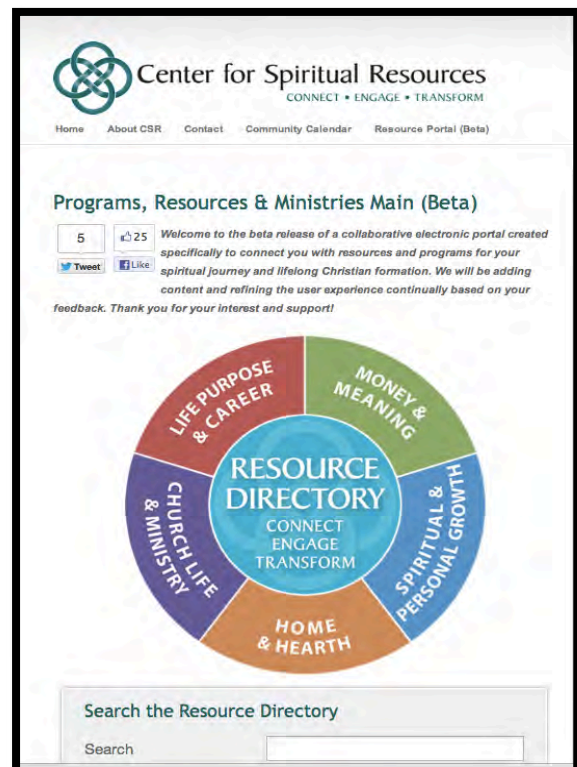 Center for Spiritual Resources
CONNECT • ENGAGE • TRANSFORM
Home About CSR Contact Community Calendar Resource Portal (Beta)
Programs, Resources & Ministries Main (Beta)
5
25
Tweet
Like
Welcome to the beta release of a collaborative electronic portal created
specifically to connect you with resources and programs for your
spiritual journey and lifelong Christian formation. We will be adding
content and refining the user experience continually based on your
feedback. Thank you for your interest and support!
LIFE PURPOSE
& CAREER
MONEY &
MEANING
SPIRITUAL &
PERSONAL GROWTH
HOME
& HEARTH
CHURCH LIFE
& MINISTRY
RESOURCE
DIRECTORY
CONNECT
ENGAGE
TRANSFORM
Search the Resource Directory
Search